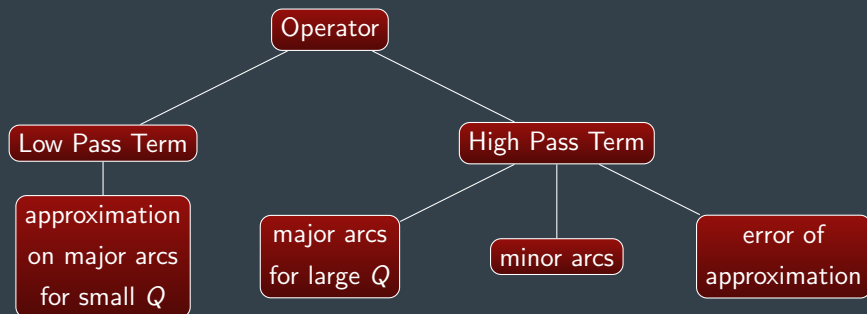 Operator
Low Pass Term
High Pass Term
approximation
on major arcs
for small Q
major arcs
for large Q
minor arcs
error of
approximation